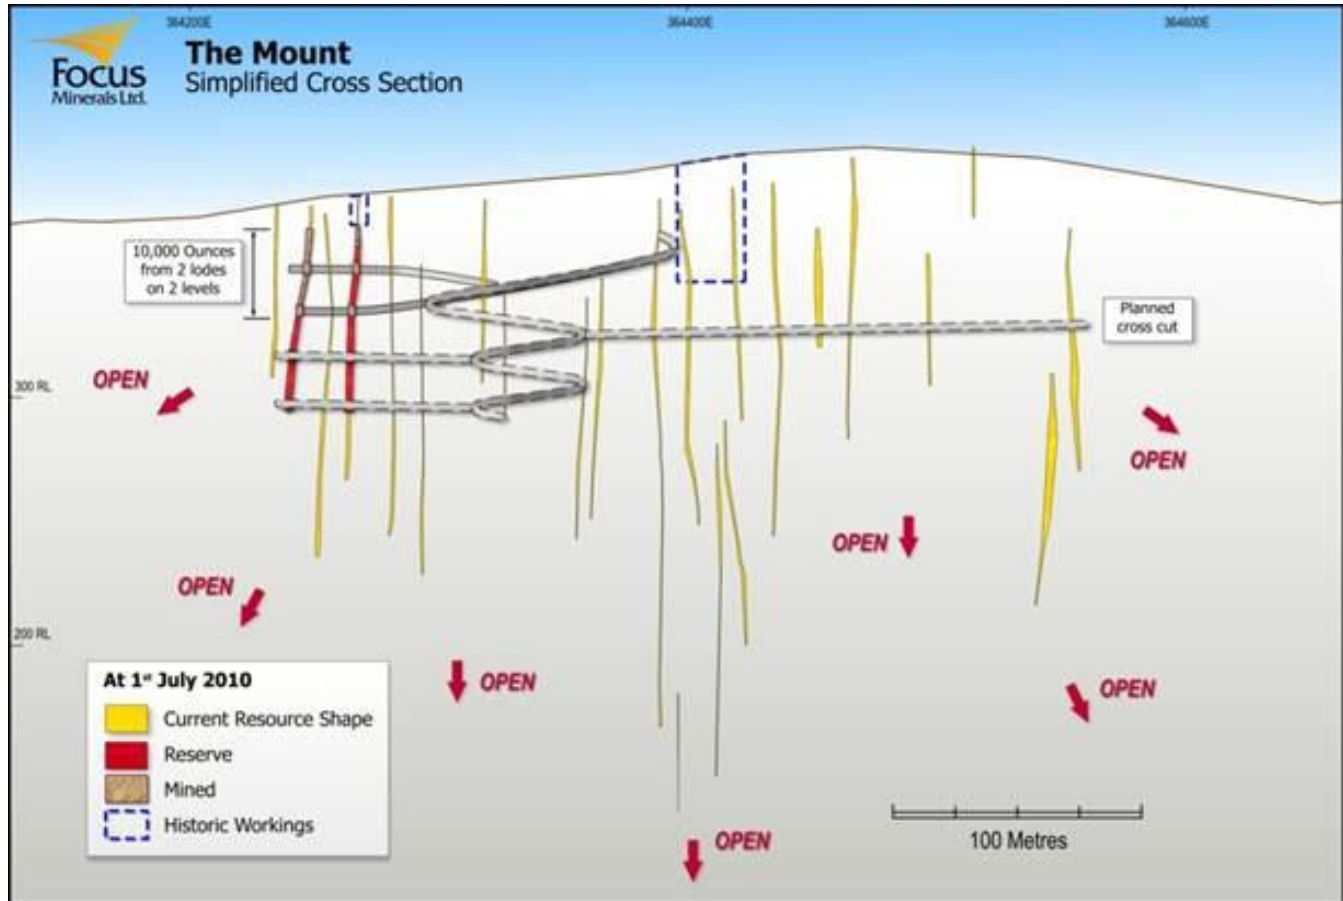 364200E
364400E
364600E
Focus
Minerals Ltd.
The Mount
Simplified Cross Section
10,000 Ounces
from 2 lodes
on 2 levels
Planned
cross cut
300 RL
OPEN
OPEN
OPEN
OPEN
200 RL
OPEN
OPEN
OPEN
At 1st July 2010
Current Resource Shape
Reserve
Mined
Historic Workings
100 Metres